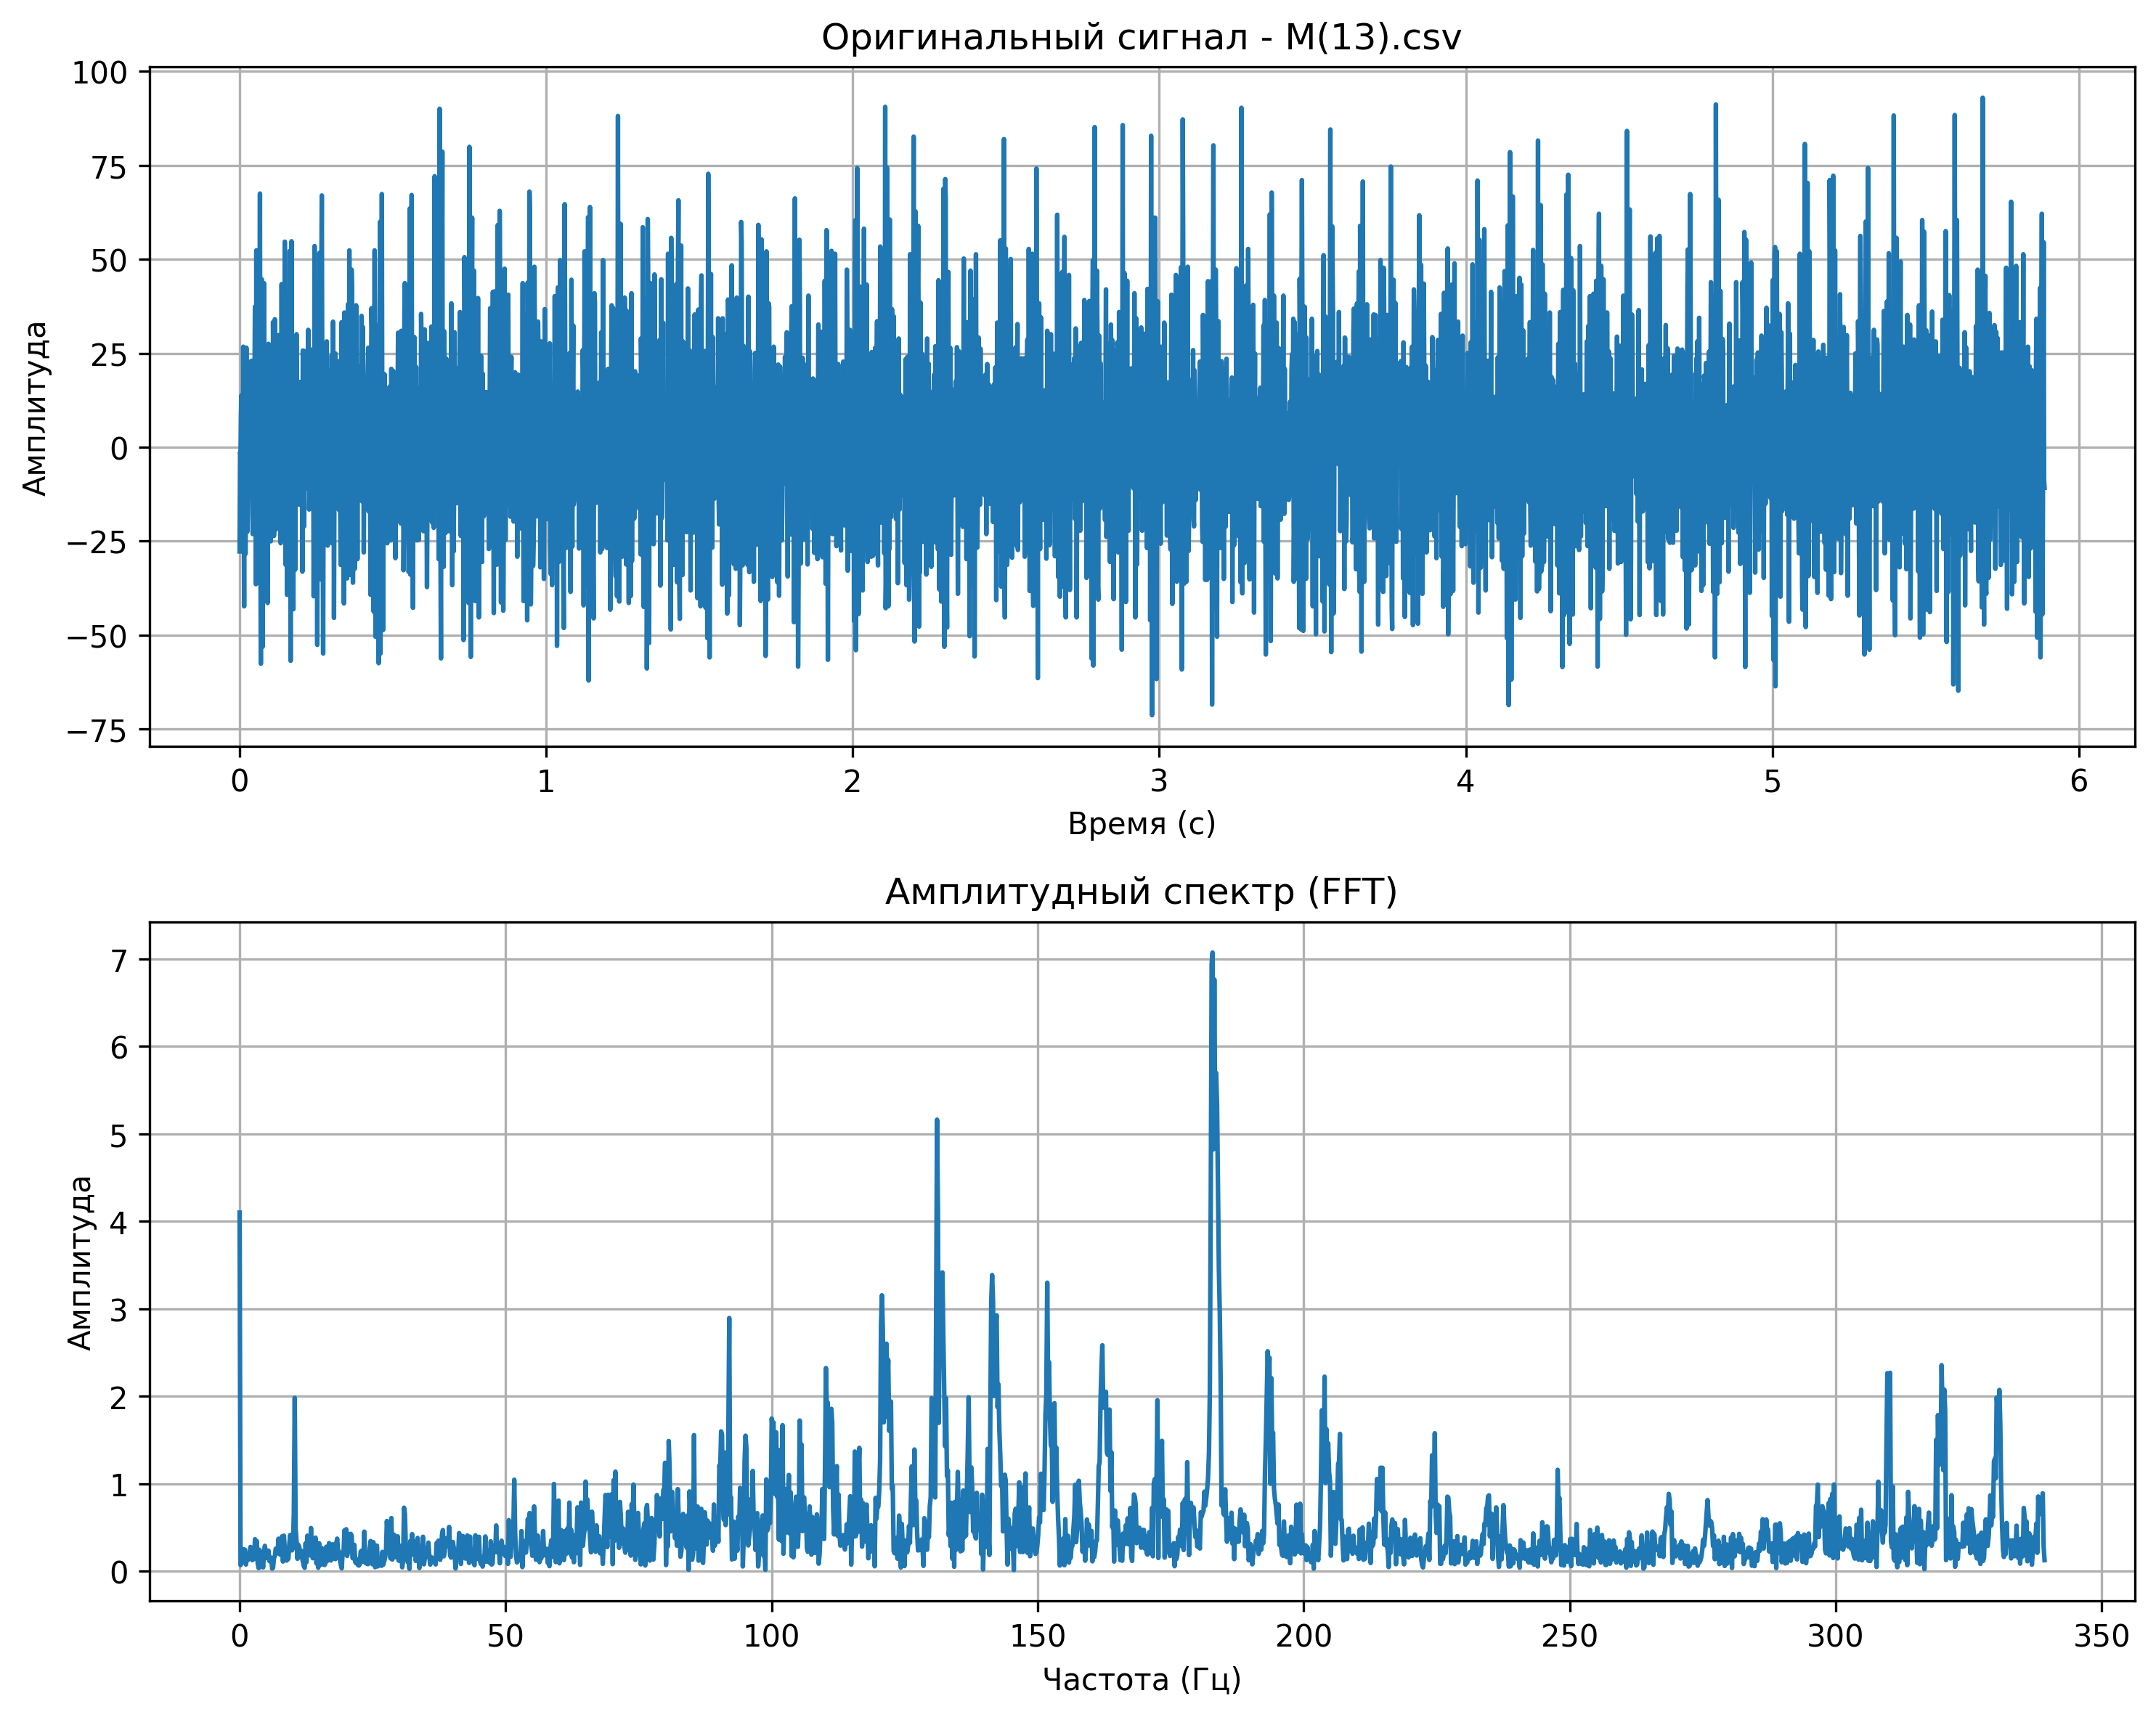 Оригинальный сигнал - M(13).csv
100
75
50
25
0
−25
−50
−75
Амплитуда
0 1 2 3 4 5 6
Время (с)
Амплитудный спектр (FFT)
7
6
5
4
3
2
1
0
Амплитуда
0 50 100 150 200 250 300 350
Частота (Гц)